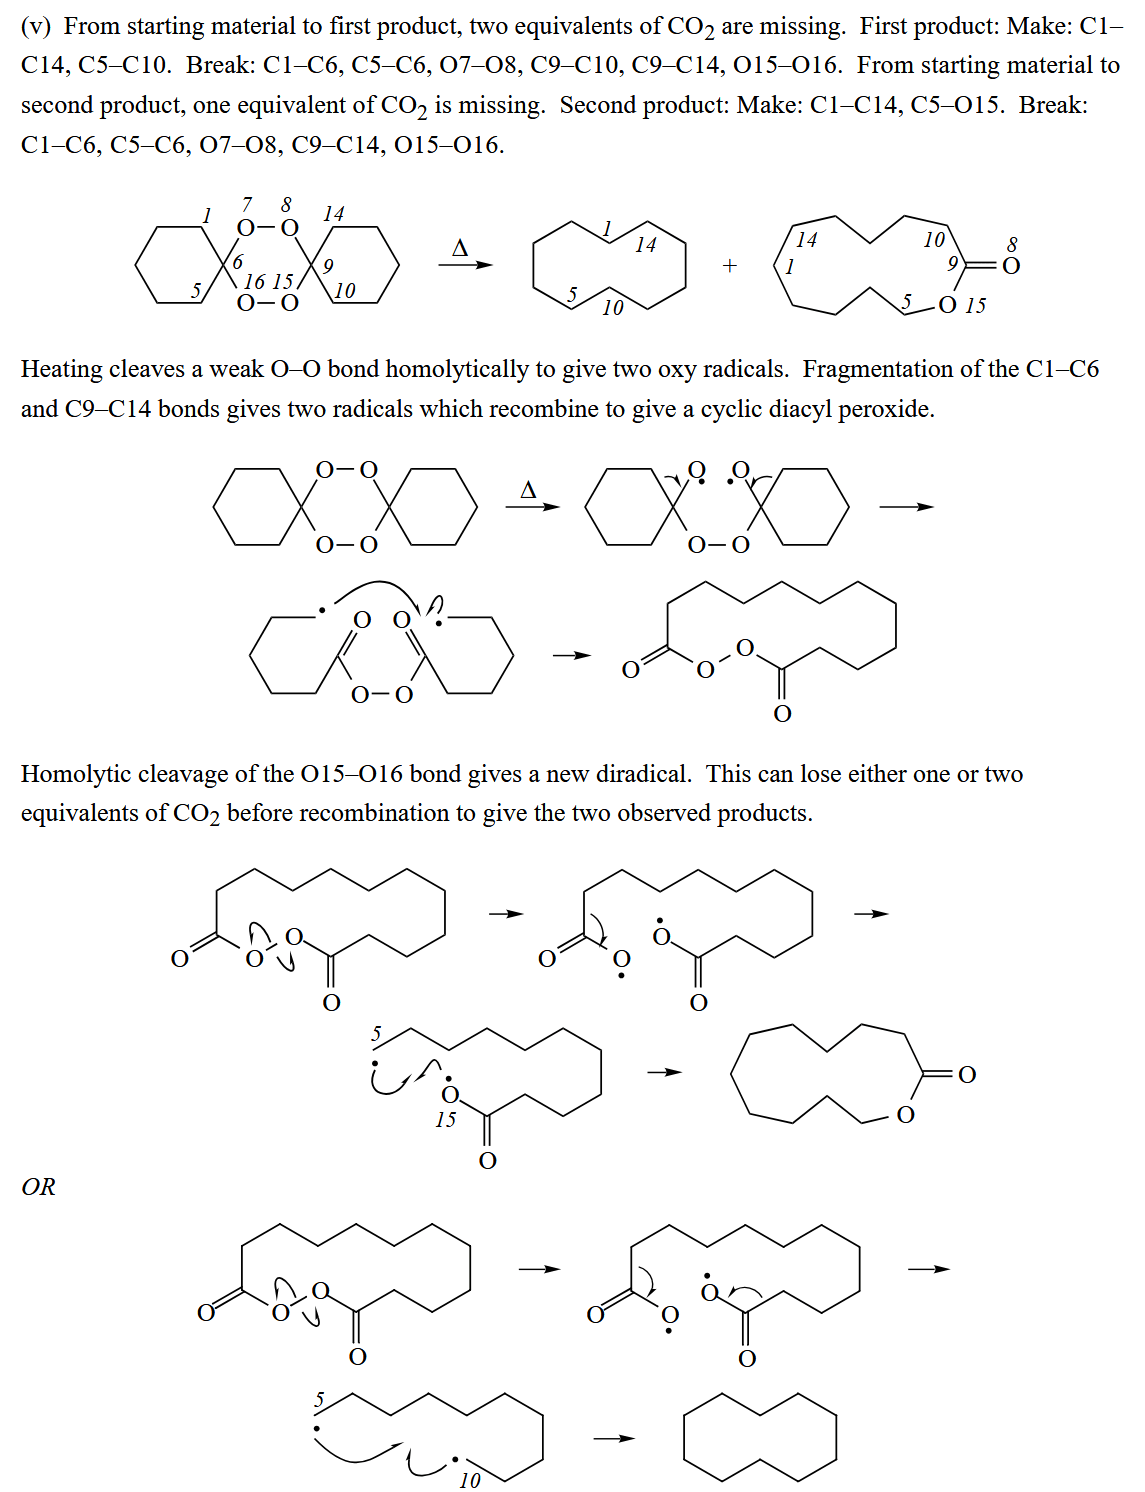 (v)  From starting material to first product, two equivalents of CO2 are missing.  First product: Make: C1–
C14, C5–C10.  Break: C1–C6, C5–C6, O7–O8, C9–C10, C9–C14, O15–O16.  From starting material to
second product, one equivalent of CO2 is missing.  Second product: Make: C1–C14, C5–O15.  Break:
C1–C6, C5–C6, O7–O8, C9–C14, O15–O16.
1 7 8 14
O–O
6 9
16 15
5 10
O–O
Δ
1
14
5
10
+
14 10 8
1 9 O
5 O 15
Heating cleaves a weak O–O bond homolytically to give two oxy radicals.  Fragmentation of the C1–C6
and C9–C14 bonds gives two radicals which recombine to give a cyclic diacyl peroxide.
O–O
O–O
Δ
O O
O–O
O O
O–O
O O O
O
Homolytic cleavage of the O15–O16 bond gives a new diradical.  This can lose either one or two
equivalents of CO2 before recombination to give the two observed products.
O O O
O
O O O
O
5
O
15
O
O
O
OR
O O O
O
O O O
O
5
10